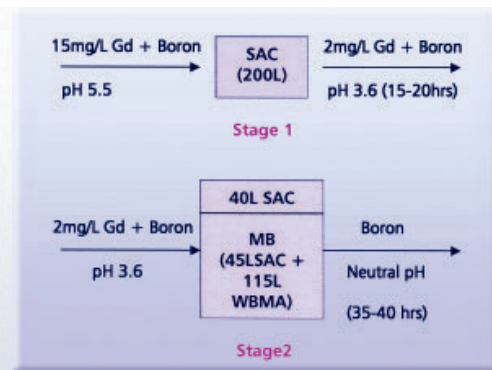 15mg/L Gd + Boron
pH 5.5
SAC
(200L)
2mg/L Gd + Boron
pH 3.6 (15-20hrs)
Stage 1
2mg/L Gd + Boron
pH 3.6
40L SAC
MB
(45LSAC +
115L
WBMA)
Boron
Neutral pH
(35-40 hrs)
Stage2